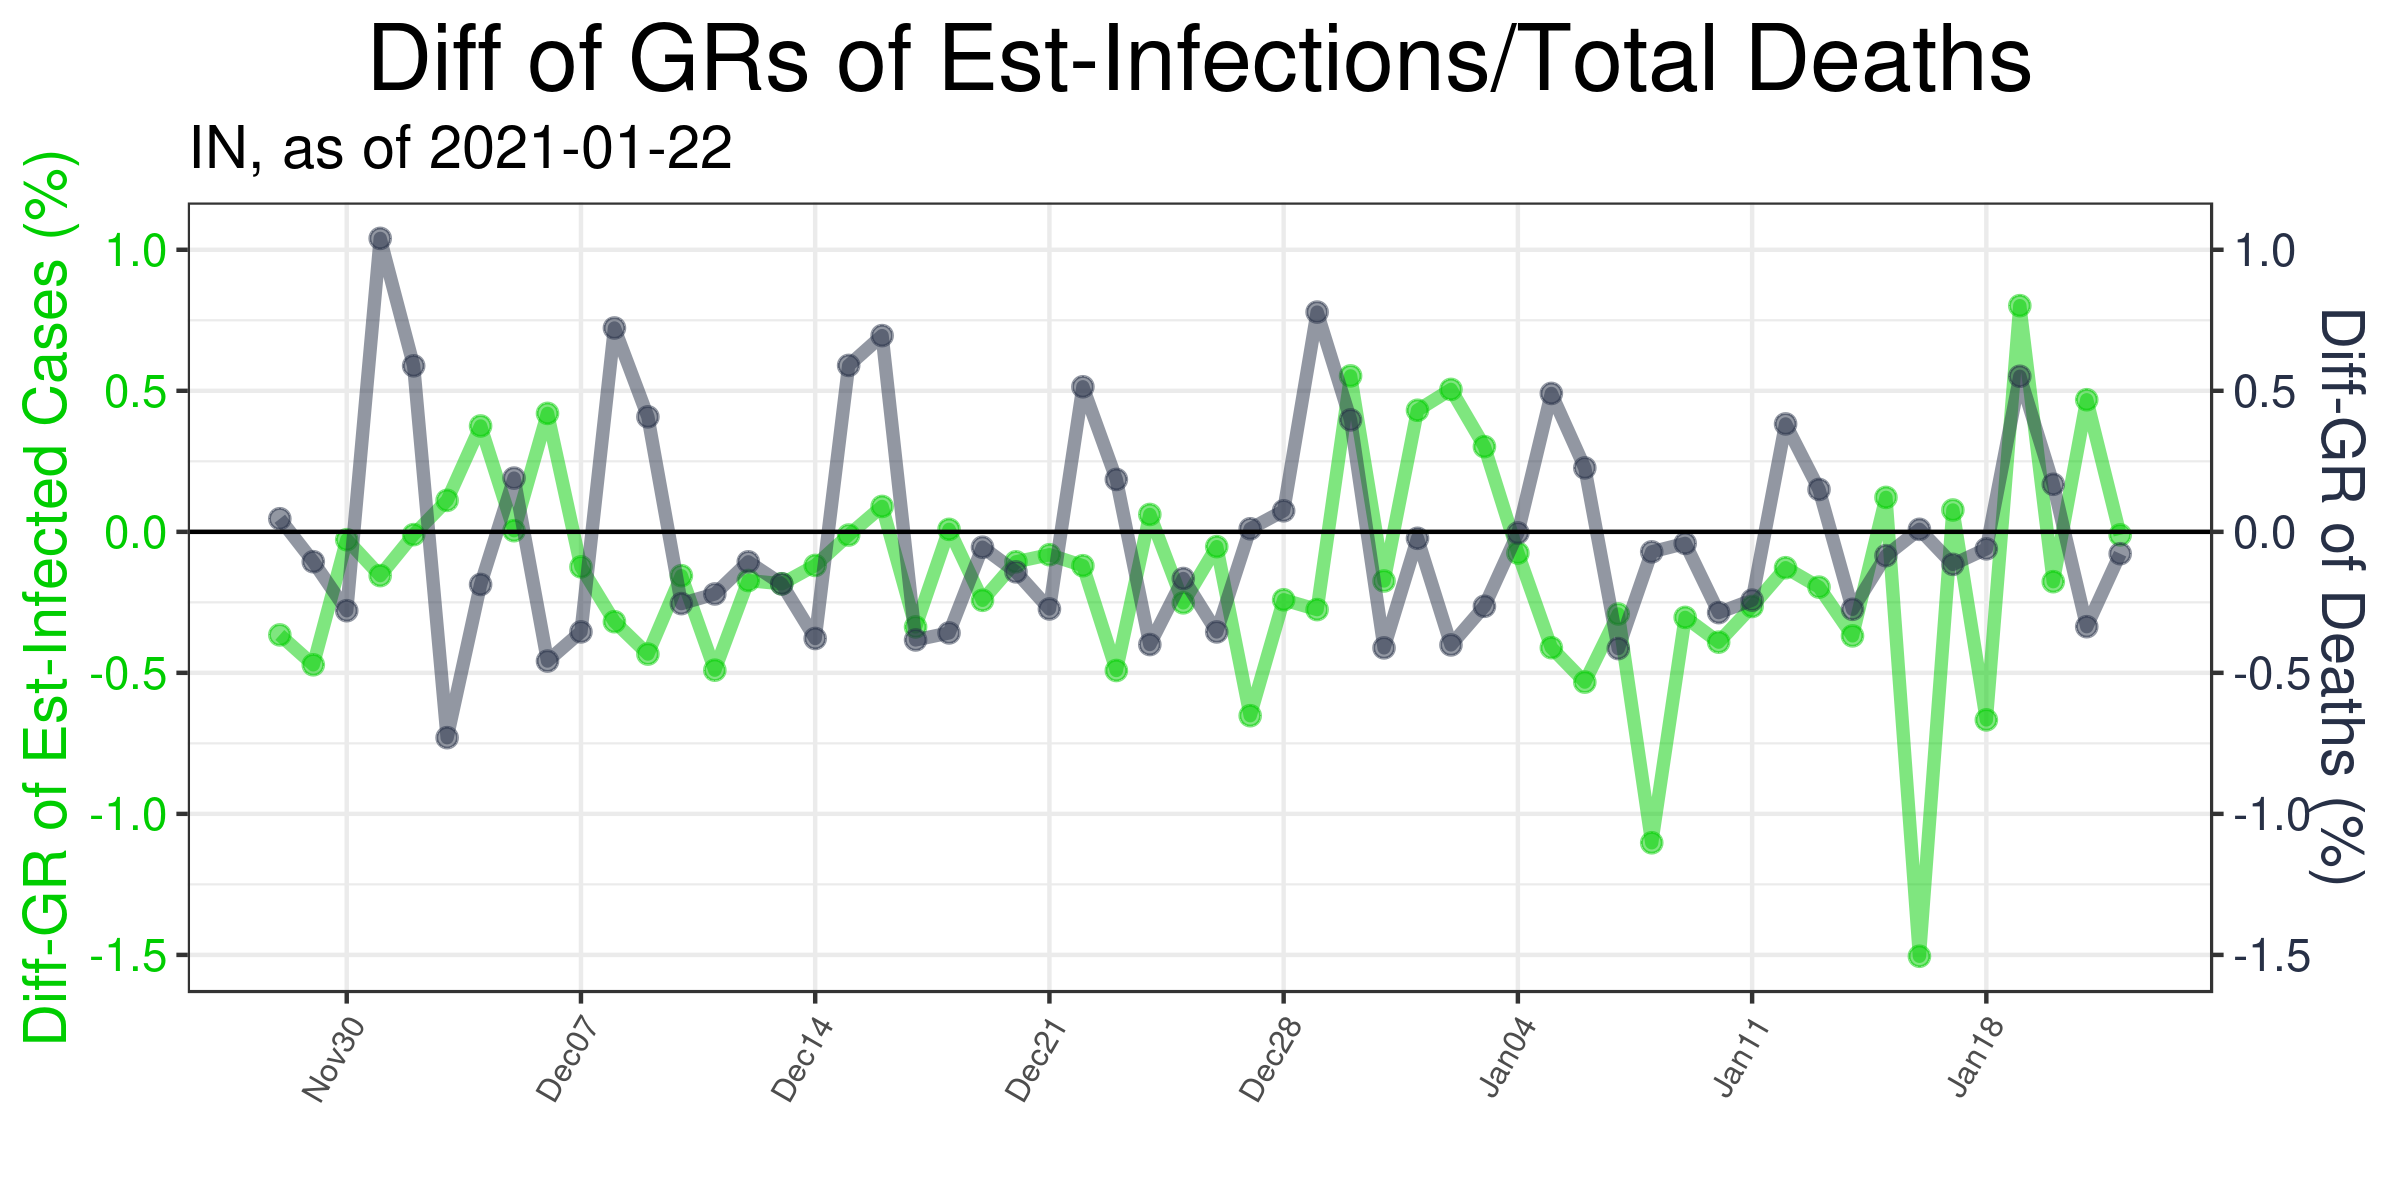 Diff of GRs of Est-Infections/Total Deaths
IN, as of 2021-01-22
Diff-GR of Est-Infected Cases (%)
1.0
0.5
0.0
-0.5
-1.0
-1.5
1.0
0.5
0.0
-0.5
-1.0
-1.5
Diff-GR of Deaths (%)
Nov30
Dec07
Dec14
Dec21
Dec28
Jan04
Jan11
Jan18